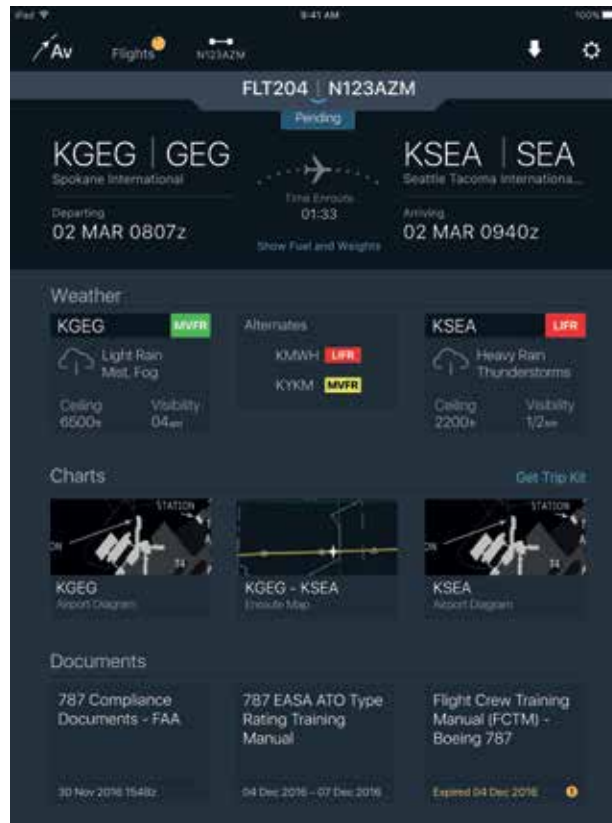 iPad
9:41 AM
100%
Av
Flights
N123AZM
FLT204 | N123AZM
Pending
KGEG | GEG
Spokane International
KSEA | SEA
Seattle Tacoma Internationa...
Time Enroute
01:33
Departing
02 MAR 0807z
Arriving
02 MAR 0940z
Show Fuel and Weights
Weather
KGEG MVFR
Light Rain
Mist, Fog
Ceiling Visibility
6500ft 04sm
Alternates
KMWH LIFR
KYKM MVFR
KSEA LIFR
Heavy Rain
Thunderstorms
Ceiling Visibility
2200ft 1/2sm
Charts
Get Trip Kit
STATION
KGEG
Airport Diagram
KGEG - KSEA
Enroute Map
STATION
KSEA
Airport Diagram
Documents
787 Compliance
Documents - FAA
30 Nov 2016 1548z
787 EASA ATO Type
Rating Training
Manual
04 Dec 2016 - 07 Dec 2016
Flight Crew Training
Manual (FCTM) -
Boeing 787
Expired 04 Dec 2016